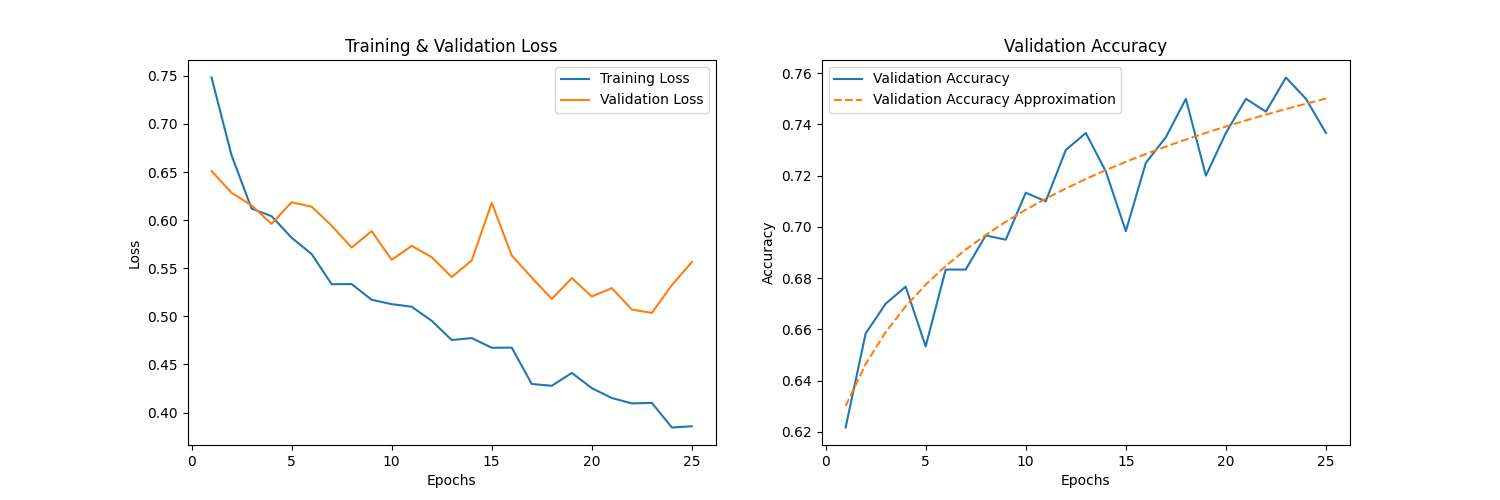 Training & Validation Loss
Training Loss
Validation Loss
0.75
0.70
0.65
0.60
0.55
0.50
0.45
0.40
Loss
0 5 10 15 20 25
Epochs
Validation Accuracy
Validation Accuracy
Validation Accuracy Approximation
0.76
0.74
0.72
0.70
0.68
0.66
0.64
0.62
Accuracy
0 5 10 15 20 25
Epochs